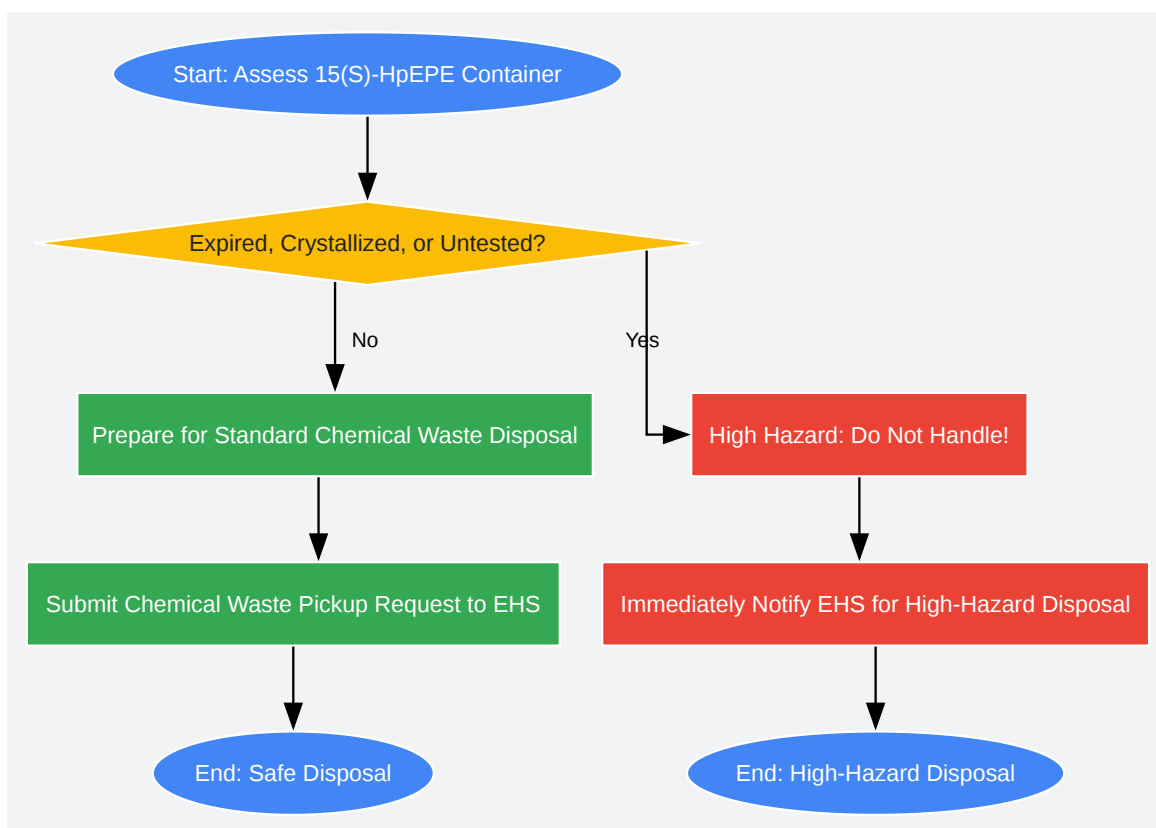 Start: Assess 15(S)-HpEPE Container
Expired, Crystallized, or Untested?
No
Yes
Prepare for Standard Chemical Waste Disposal
High Hazard: Do Not Handle!
Submit Chemical Waste Pickup Request to EHS
Immediately Notify EHS for High-Hazard Disposal
End: Safe Disposal
End: High-Hazard Disposal